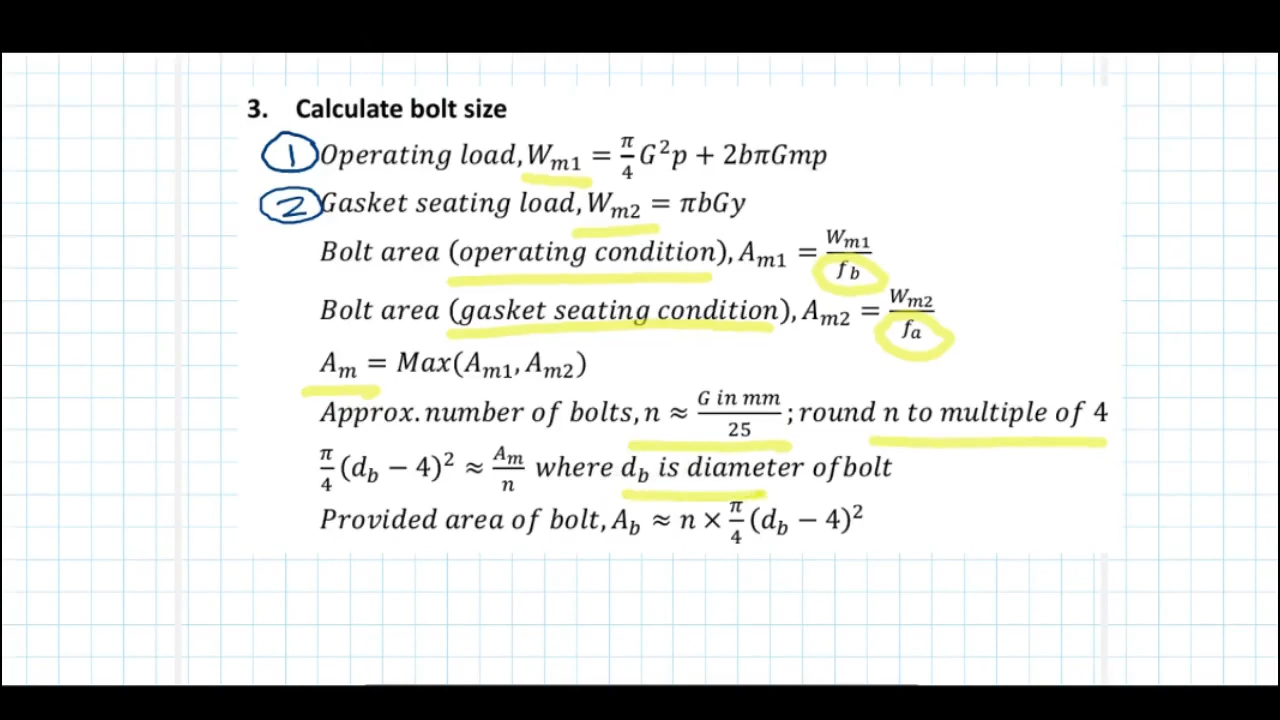 3. Calculate bolt size
1 Operating load, W_m1 = π/4 G²p + 2bπGmp
2 Gasket seating load, W_m2 = πbGy
Bolt area (operating condition), A_m1 = W_m1/f_b
Bolt area (gasket seating condition), A_m2 = W_m2/f_a
A_m = Max(A_m1, A_m2)
Approx. number of bolts, n ≈ G in mm/25 ; round n to multiple of 4
π/4 (d_b − 4)² ≈ A_m/n where d_b is diameter of bolt
Provided area of bolt, A_b ≈ n × π/4 (d_b − 4)²